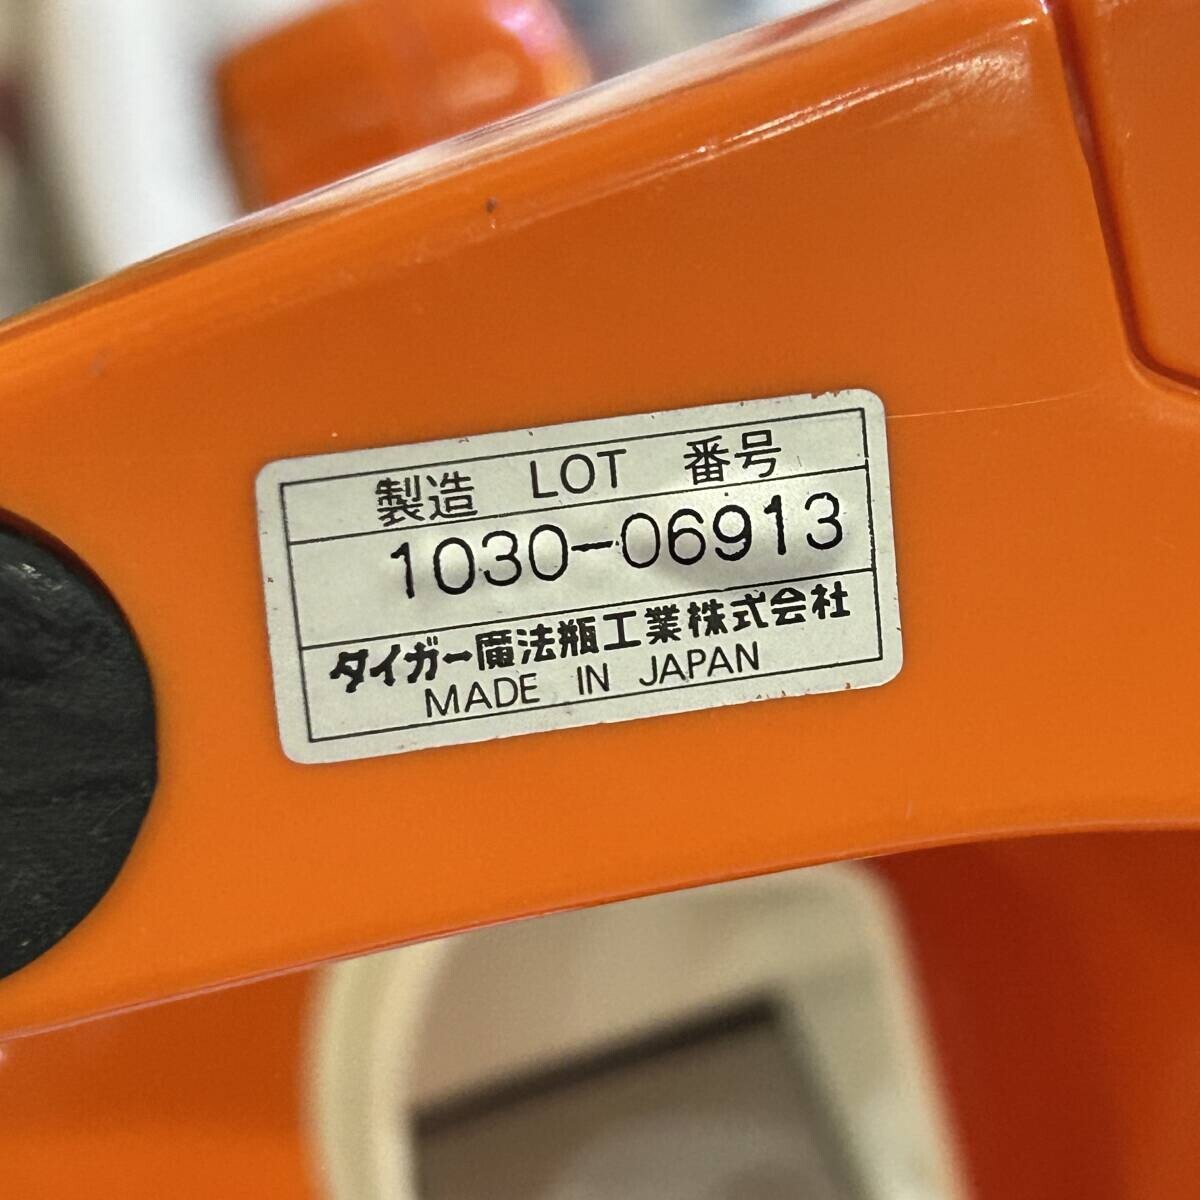 製造 LOT 番号
1030-06913
タイガー魔法瓶工業株式会社
MADE IN JAPAN